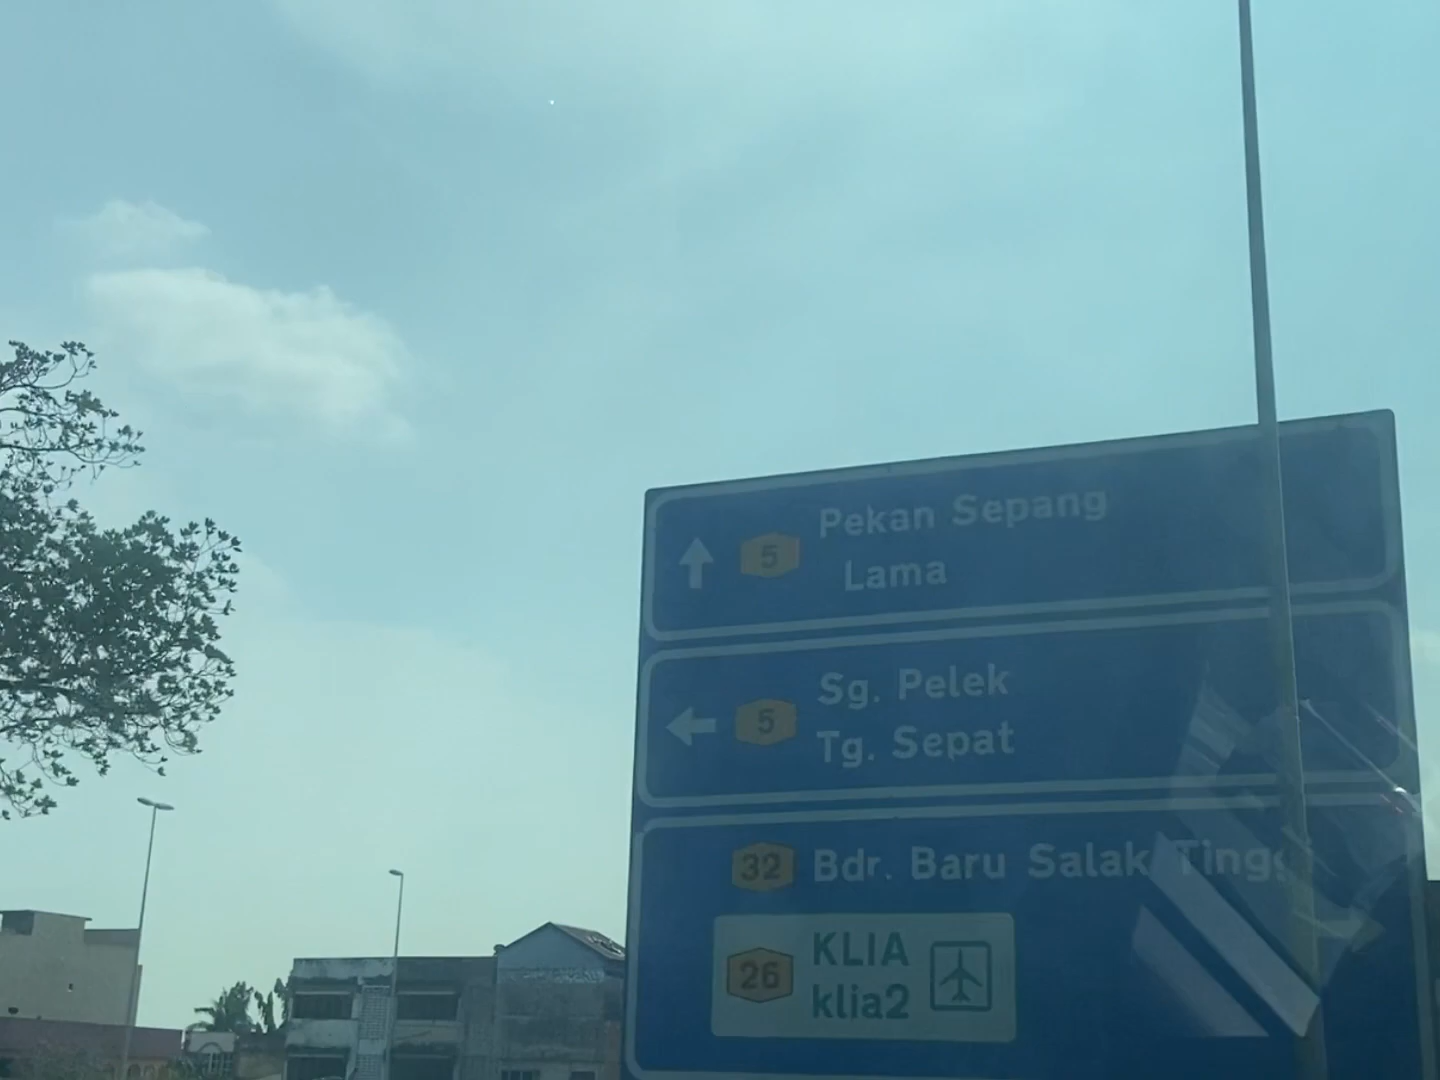 5 Pekan Sepang
Lama
5 Sg. Pelek
Tg. Sepat
32 Bdr. Baru Salak
26 KLIA
klia2